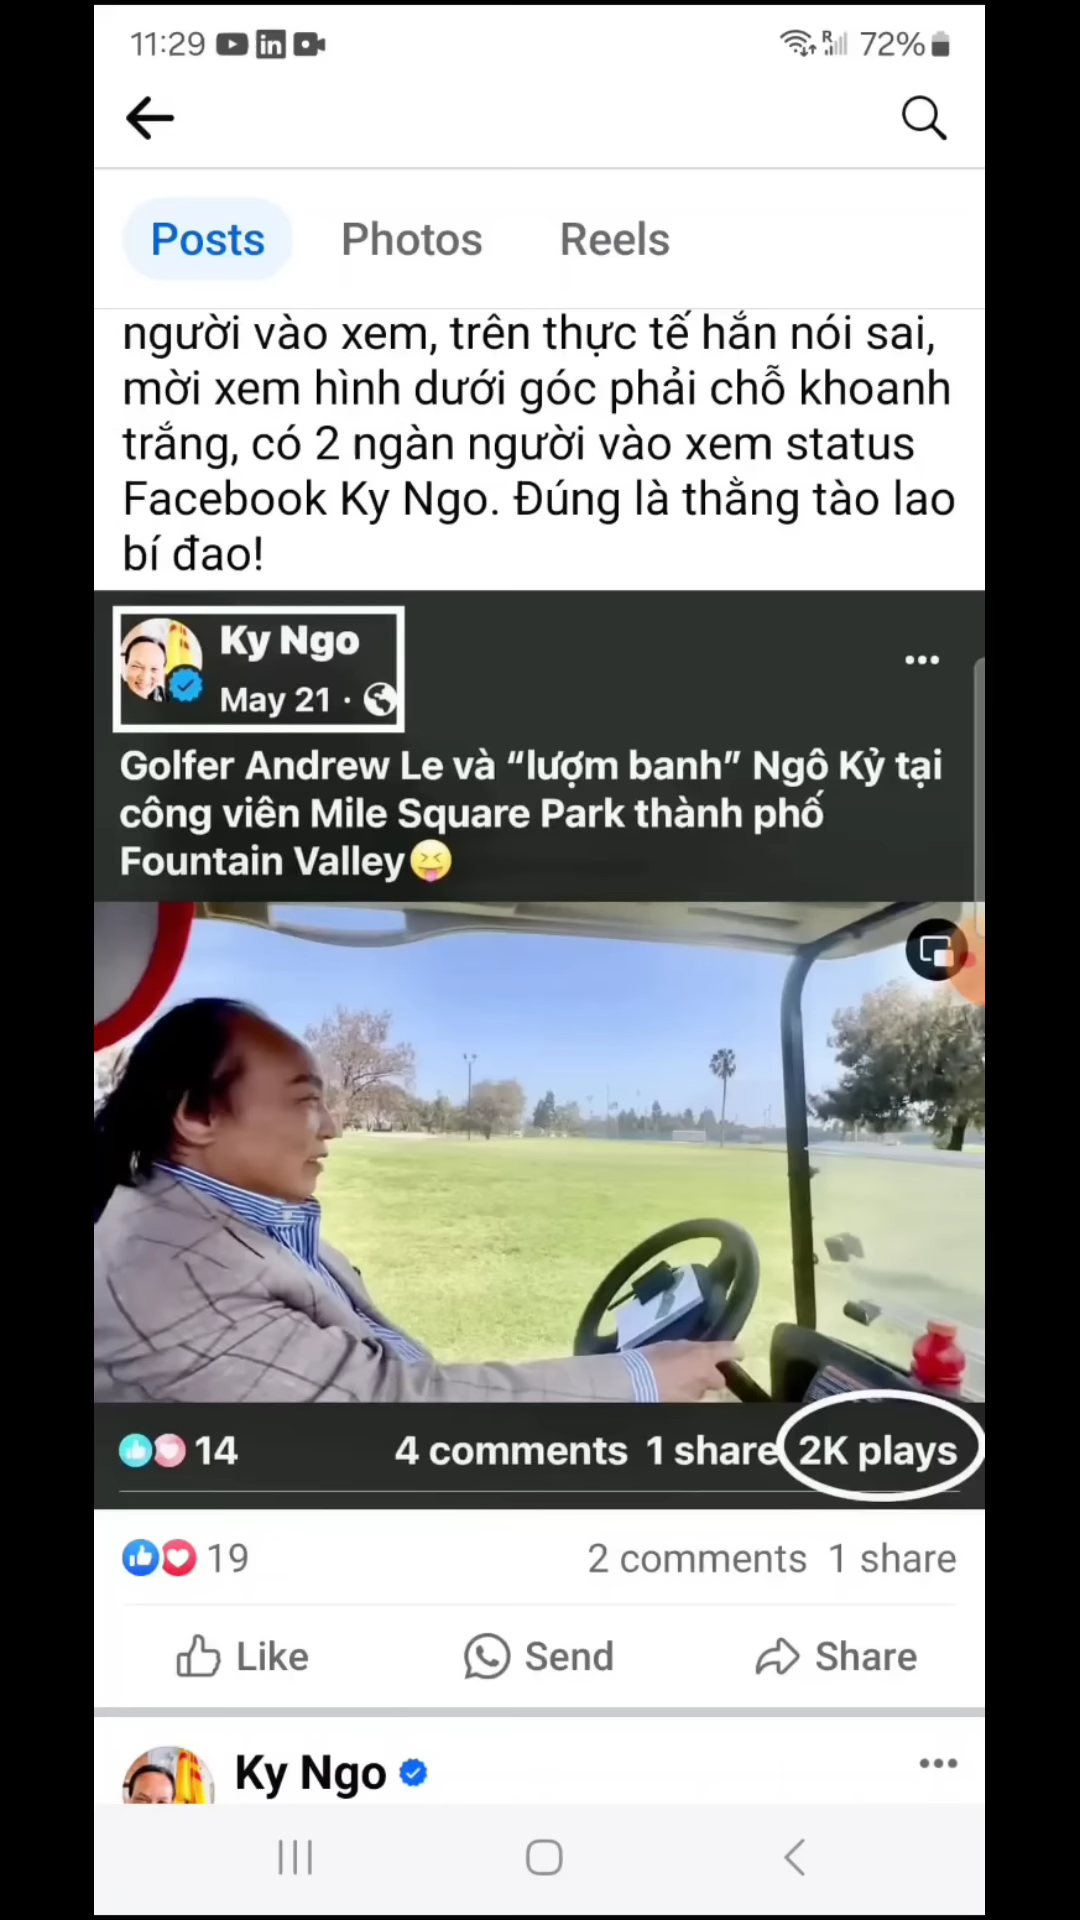 11:29
72%
Posts Photos Reels
người vào xem, trên thực tế hắn nói sai,
mời xem hình dưới góc phải chỗ khoanh
trắng, có 2 ngàn người vào xem status
Facebook Ky Ngo. Đúng là thằng tào lao
bí đao!
Ky Ngo
May 21 ·
Golfer Andrew Le và “lượm banh” Ngô Kỷ tại
công viên Mile Square Park thành phố
Fountain Valley😝
14 4 comments 1 share 2K plays
19 2 comments 1 share
Like Send Share
Ky Ngo